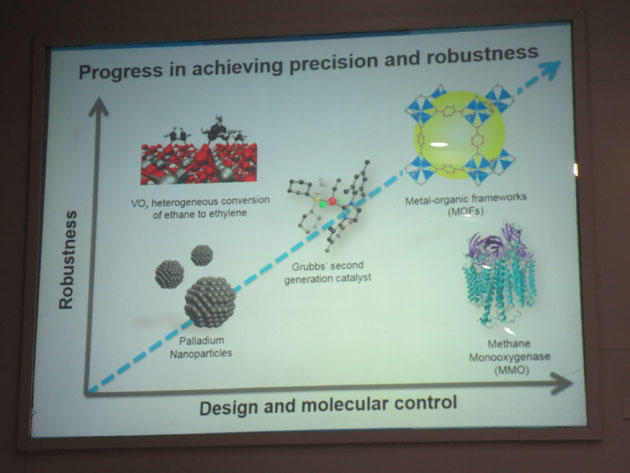 Progress in achieving precision and robustness
Robustness
VOx heterogeneous conversion
of ethane to ethylene
Metal-organic frameworks
(MOFs)
Grubbs' second
generation catalyst
Palladium
Nanoparticles
Methane
Monooxygenase
(MMO)
Design and molecular control